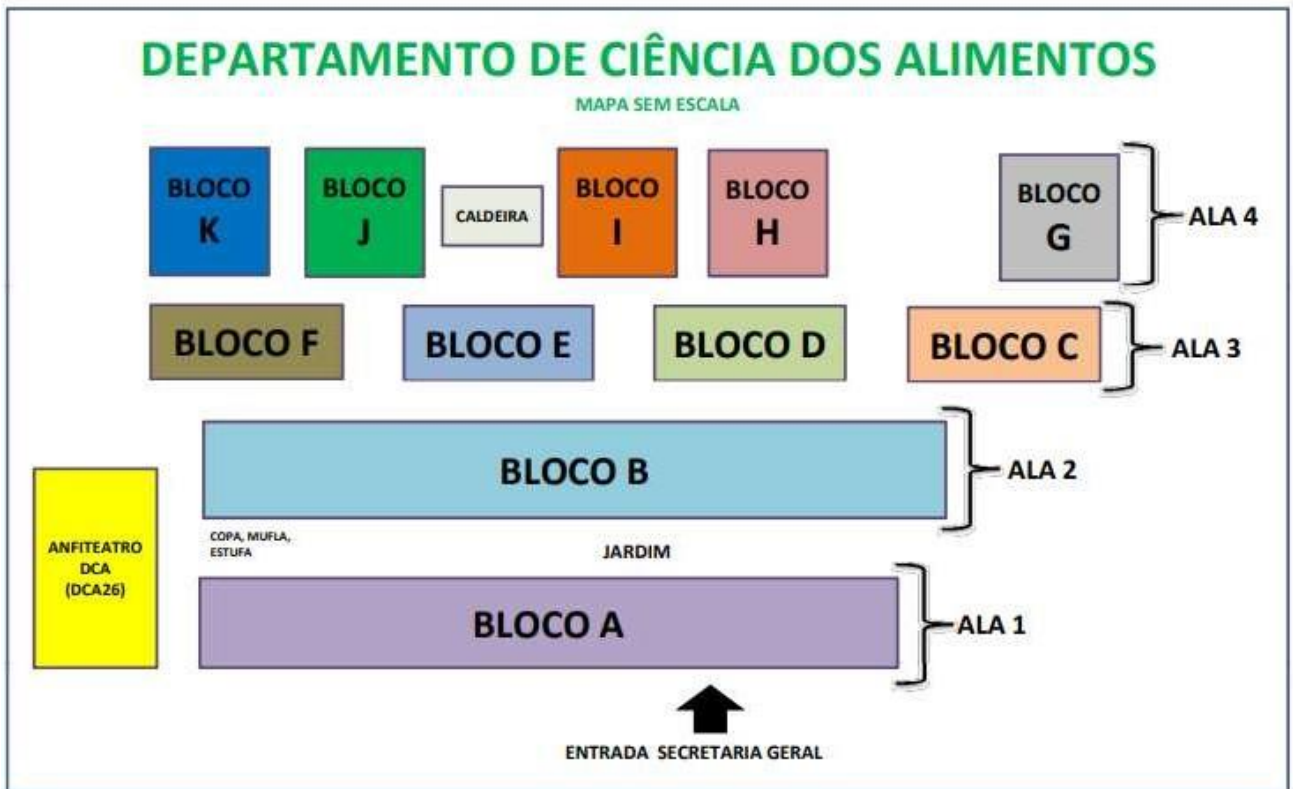 DEPARTAMENTO DE CIÊNCIA DOS ALIMENTOS
MAPA SEM ESCALA
BLOCO
K
BLOCO
J
CALDEIRA
BLOCO
I
BLOCO
H
BLOCO
G
ALA 4
BLOCO F
BLOCO E
BLOCO D
BLOCO C
ALA 3
BLOCO B
ALA 2
ANFITEATRO
DCA
(DCA26)
COPA, MUFLA,
ESTUFA
JARDIM
BLOCO A
ALA 1
ENTRADA SECRETARIA GERAL